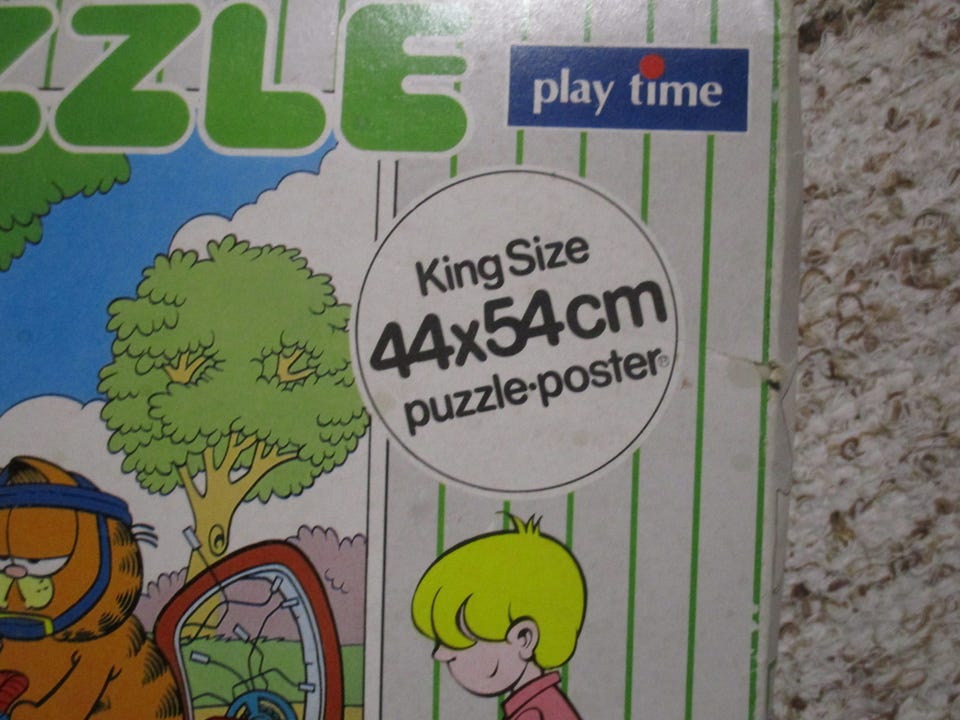 ZZLE
play time
King Size
44x54cm
puzzle·poster®